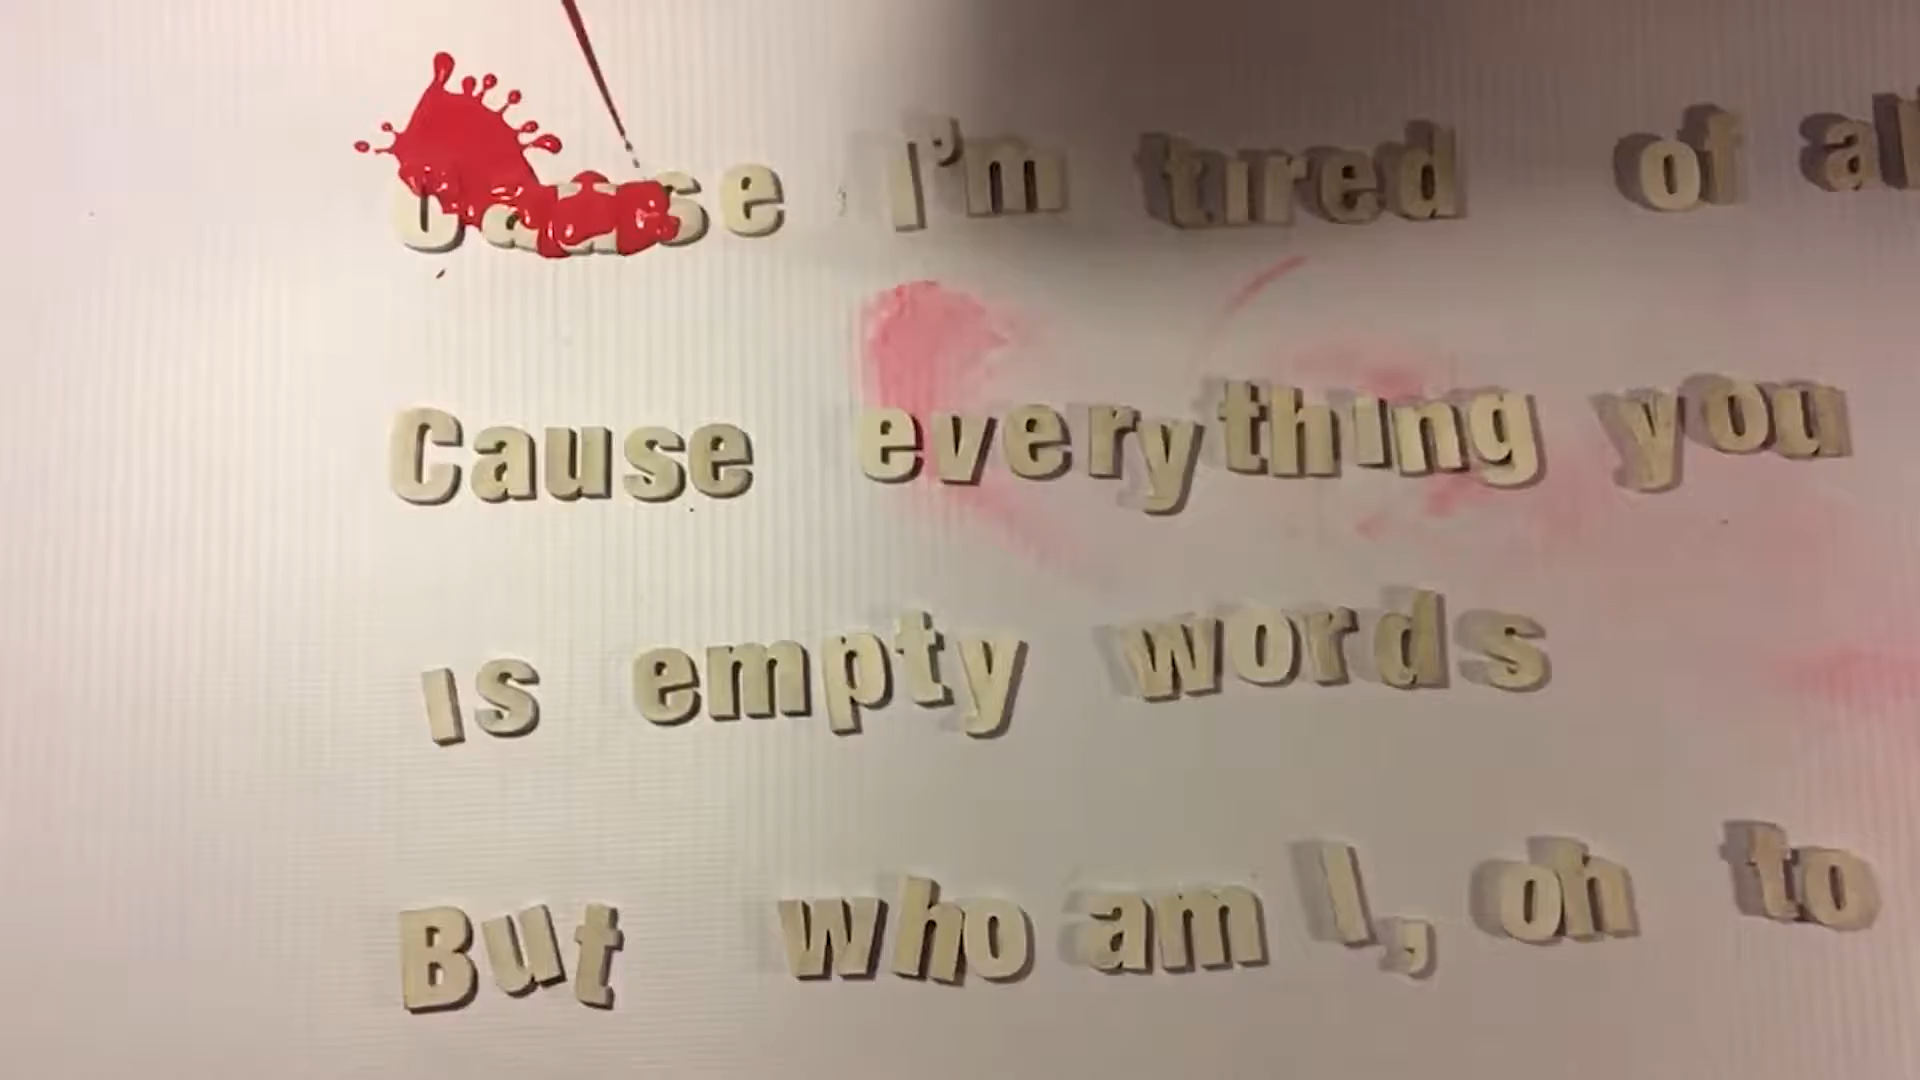 Cause I'm tired of al
Cause everything you
is empty words
But who am I, oh to